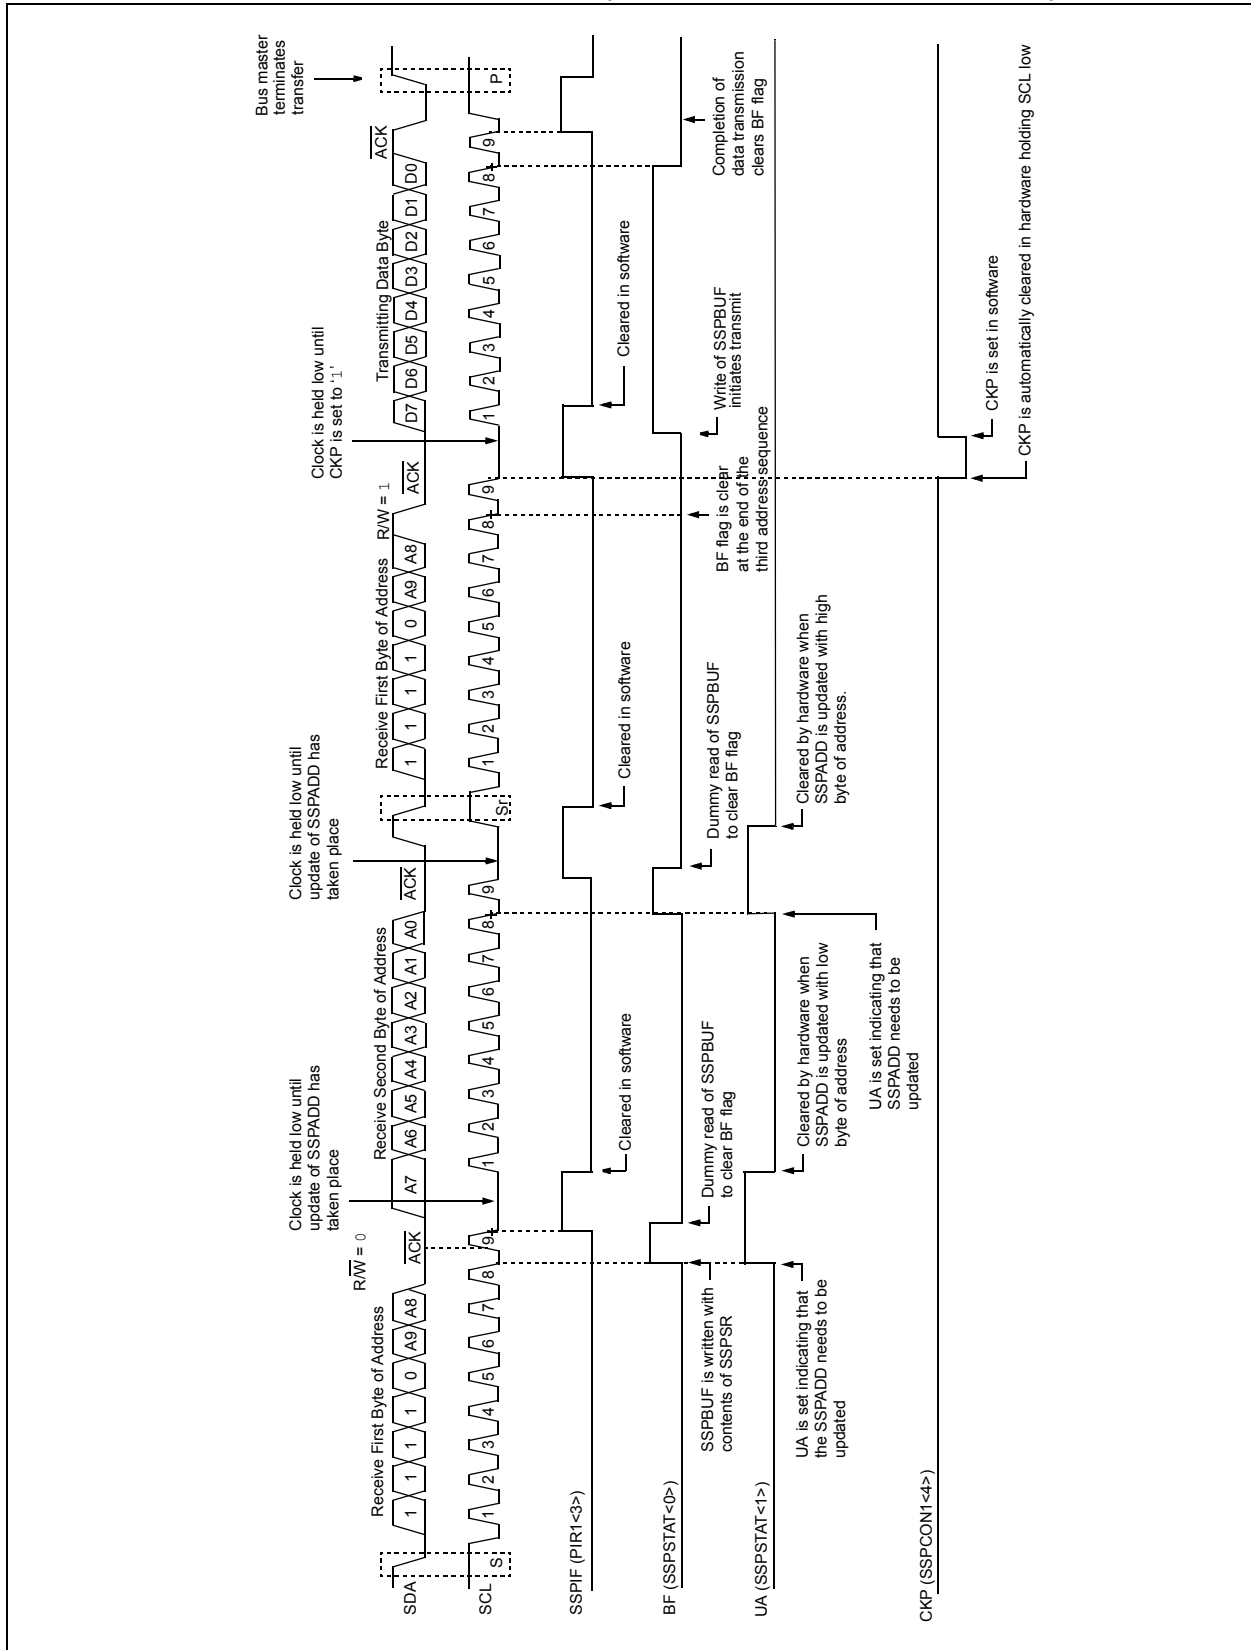 Bus master
terminates
transfer
Clock is held low until
update of SSPADD has
taken place
Clock is held low until
update of SSPADD has
taken place
Clock is held low until
CKP is set to ‘1’
R/W = 0
R/W = 1
Receive First Byte of Address
ACK
Receive Second Byte of Address
ACK
Receive First Byte of Address
ACK
Transmitting Data Byte
ACK
SDA
1 1 1 1 0 A9 A8
A7 A6 A5 A4 A3 A2 A1 A0
1 1 1 1 0 A9 A8
D7 D6 D5 D4 D3 D2 D1 D0
SCL
S
1 2 3 4 5 6 7 8 9
1 2 3 4 5 6 7 8 9
Sr
1 2 3 4 5 6 7 8 9
1 2 3 4 5 6 7 8 9
P
SSPIF (PIR1<3>)
Cleared in software
Cleared in software
Cleared in software
BF (SSPSTAT<0>)
SSPBUF is written with
contents of SSPSR
Dummy read of SSPBUF
to clear BF flag
Dummy read of SSPBUF
to clear BF flag
BF flag is clear
at the end of the
third address sequence
Write of SSPBUF
initiates transmit
Completion of
data transmission
clears BF flag
UA (SSPSTAT<1>)
UA is set indicating that
the SSPADD needs to be
updated
Cleared by hardware when
SSPADD is updated with low
byte of address
UA is set indicating that
SSPADD needs to be
updated
Cleared by hardware when
SSPADD is updated with high
byte of address.
CKP (SSPCON1<4>)
CKP is set in software
CKP is automatically cleared in hardware holding SCL low